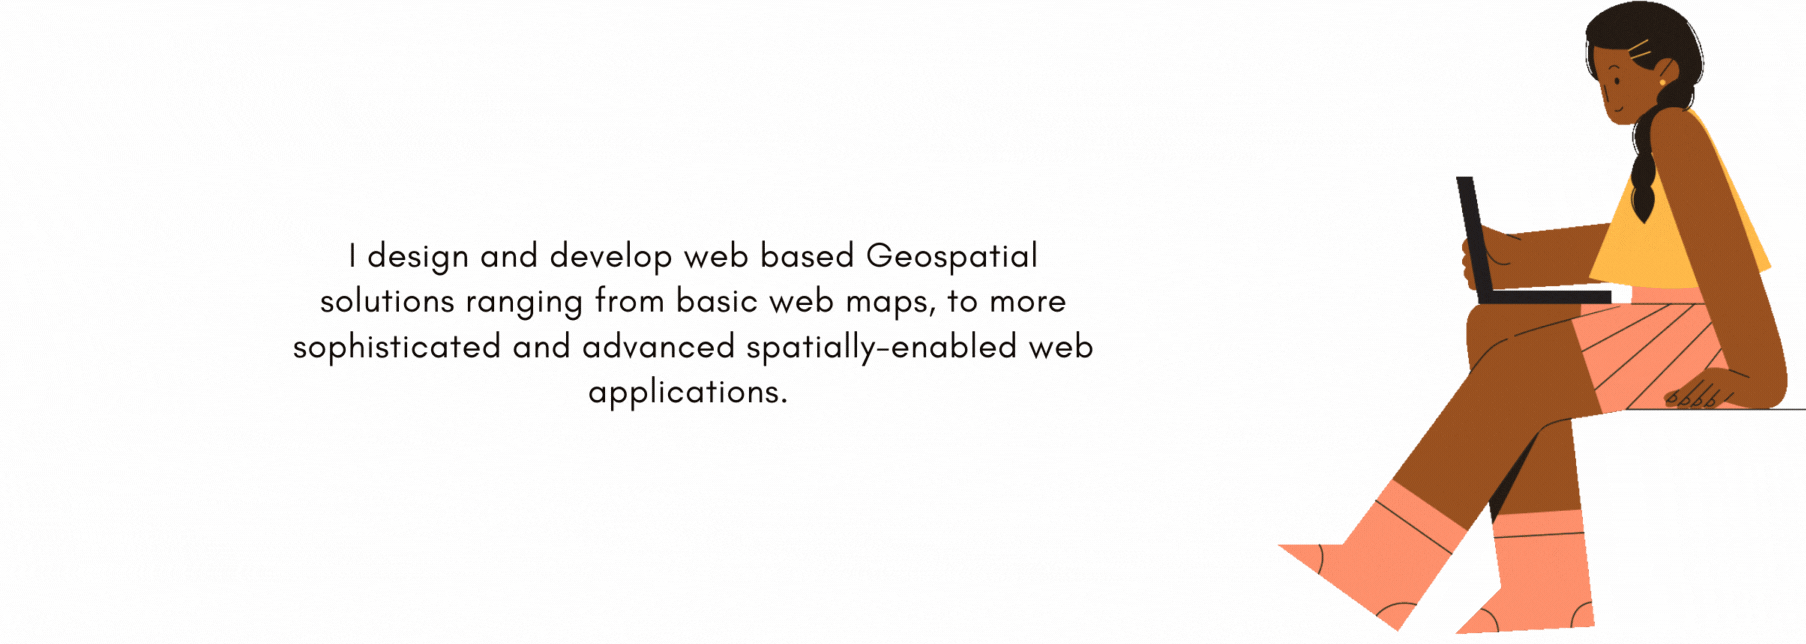 I design and develop web based Geospatial
solutions ranging from basic web maps, to more
sophisticated and advanced spatially-enabled web
applications.